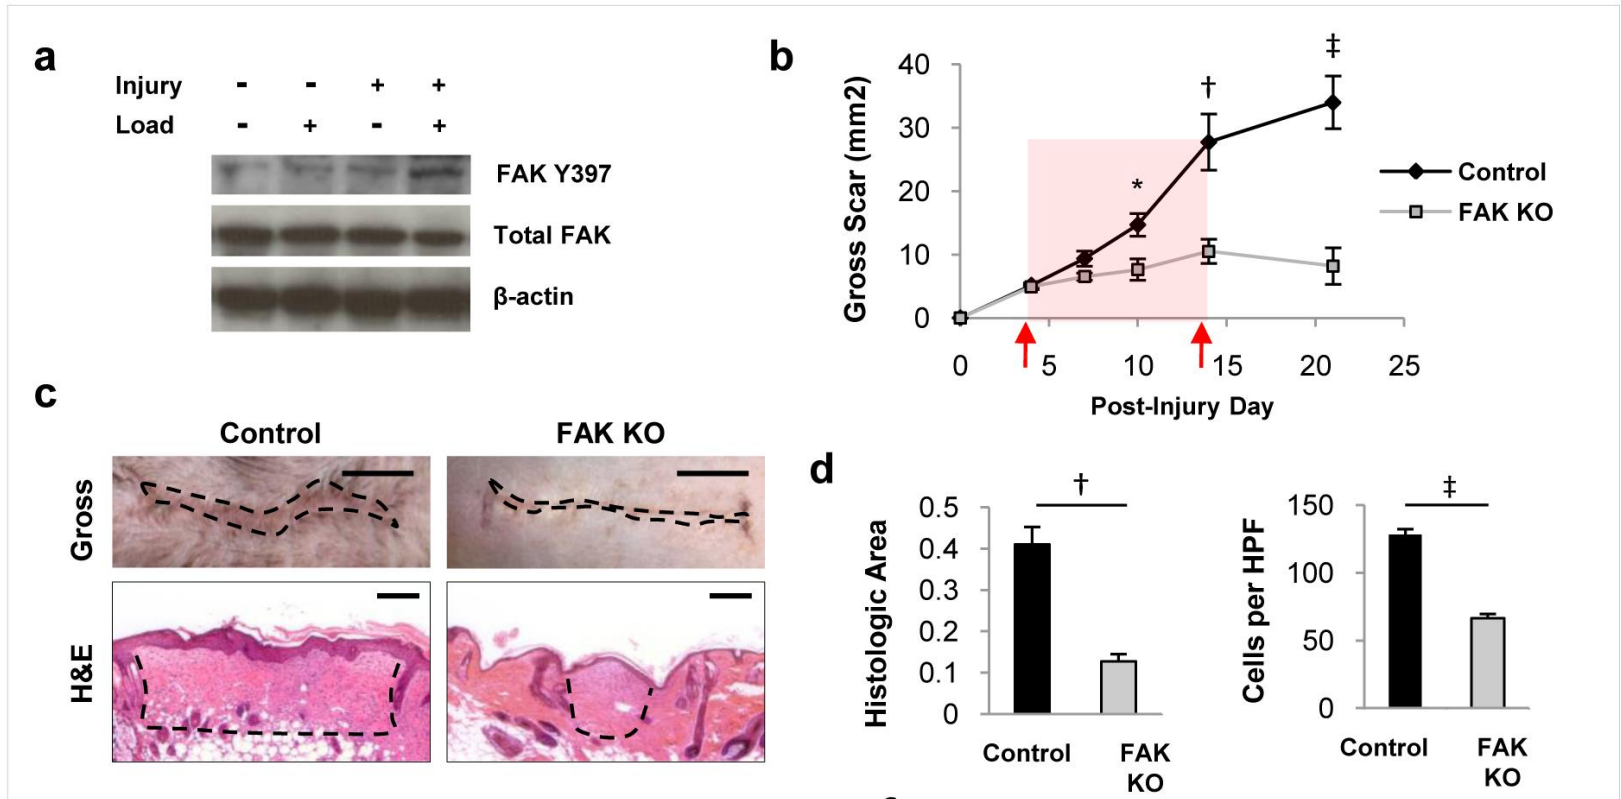 a
Injury - - + +
Load - + - +
FAK Y397
Total FAK
β-actin
b
Gross Scar (mm2)
40
30
20
10
0
* † ‡
0 5 10 15 20 25
Post-Injury Day
Control
FAK KO
c
Control FAK KO
Gross
H&E
d
Histologic Area
†
0.5
0.4
0.3
0.2
0.1
0
Control FAK
KO
Cells per HPF
‡
150
100
50
0
Control FAK
KO